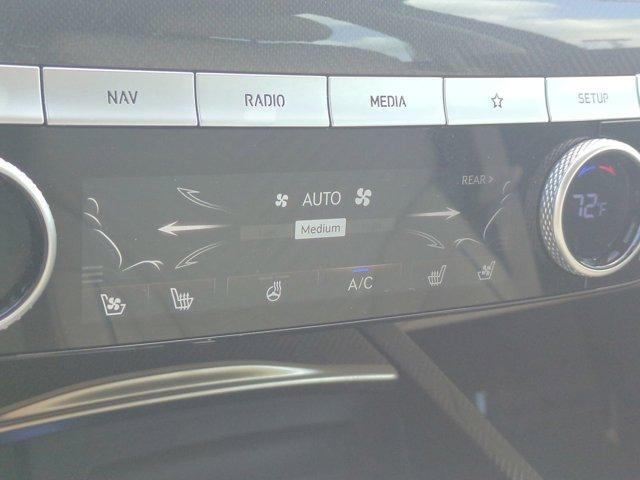 NAV RADIO MEDIA SETUP
REAR >
AUTO
72°F
Medium
A/C